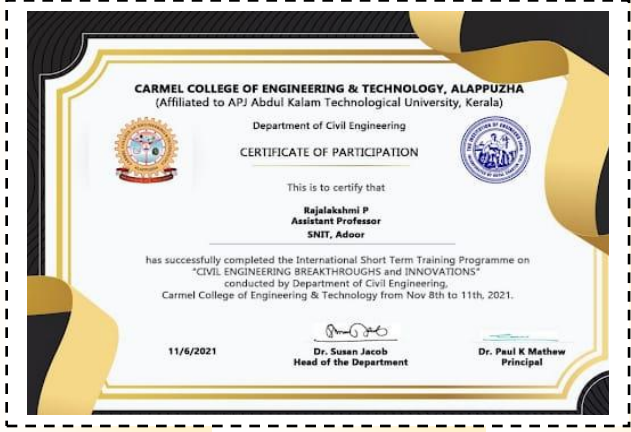 CARMEL COLLEGE OF ENGINEERING & TECHNOLOGY, ALAPPUZHA
(Affiliated to APJ Abdul Kalam Technological University, Kerala)
Department of Civil Engineering
CERTIFICATE OF PARTICIPATION
This is to certify that
Rajalakshmi P
Assistant Professor
SNIT, Adoor
has successfully completed the International Short Term Training Programme on
"CIVIL ENGINEERING BREAKTHROUGHS and INNOVATIONS"
conducted by Department of Civil Engineering,
Carmel College of Engineering & Technology from Nov 8th to 11th, 2021.
11/6/2021
Dr. Susan Jacob
Head of the Department
Dr. Paul K Mathew
Principal